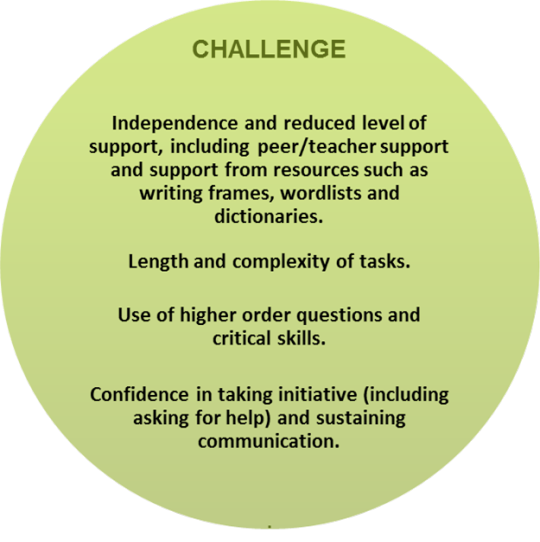 CHALLENGE
Independence and reduced level of
support, including peer/teacher support
and support from resources such as
writing frames, wordlists and
dictionaries.
Length and complexity of tasks.
Use of higher order questions and
critical skills.
Confidence in taking initiative (including
asking for help) and sustaining
communication.
.